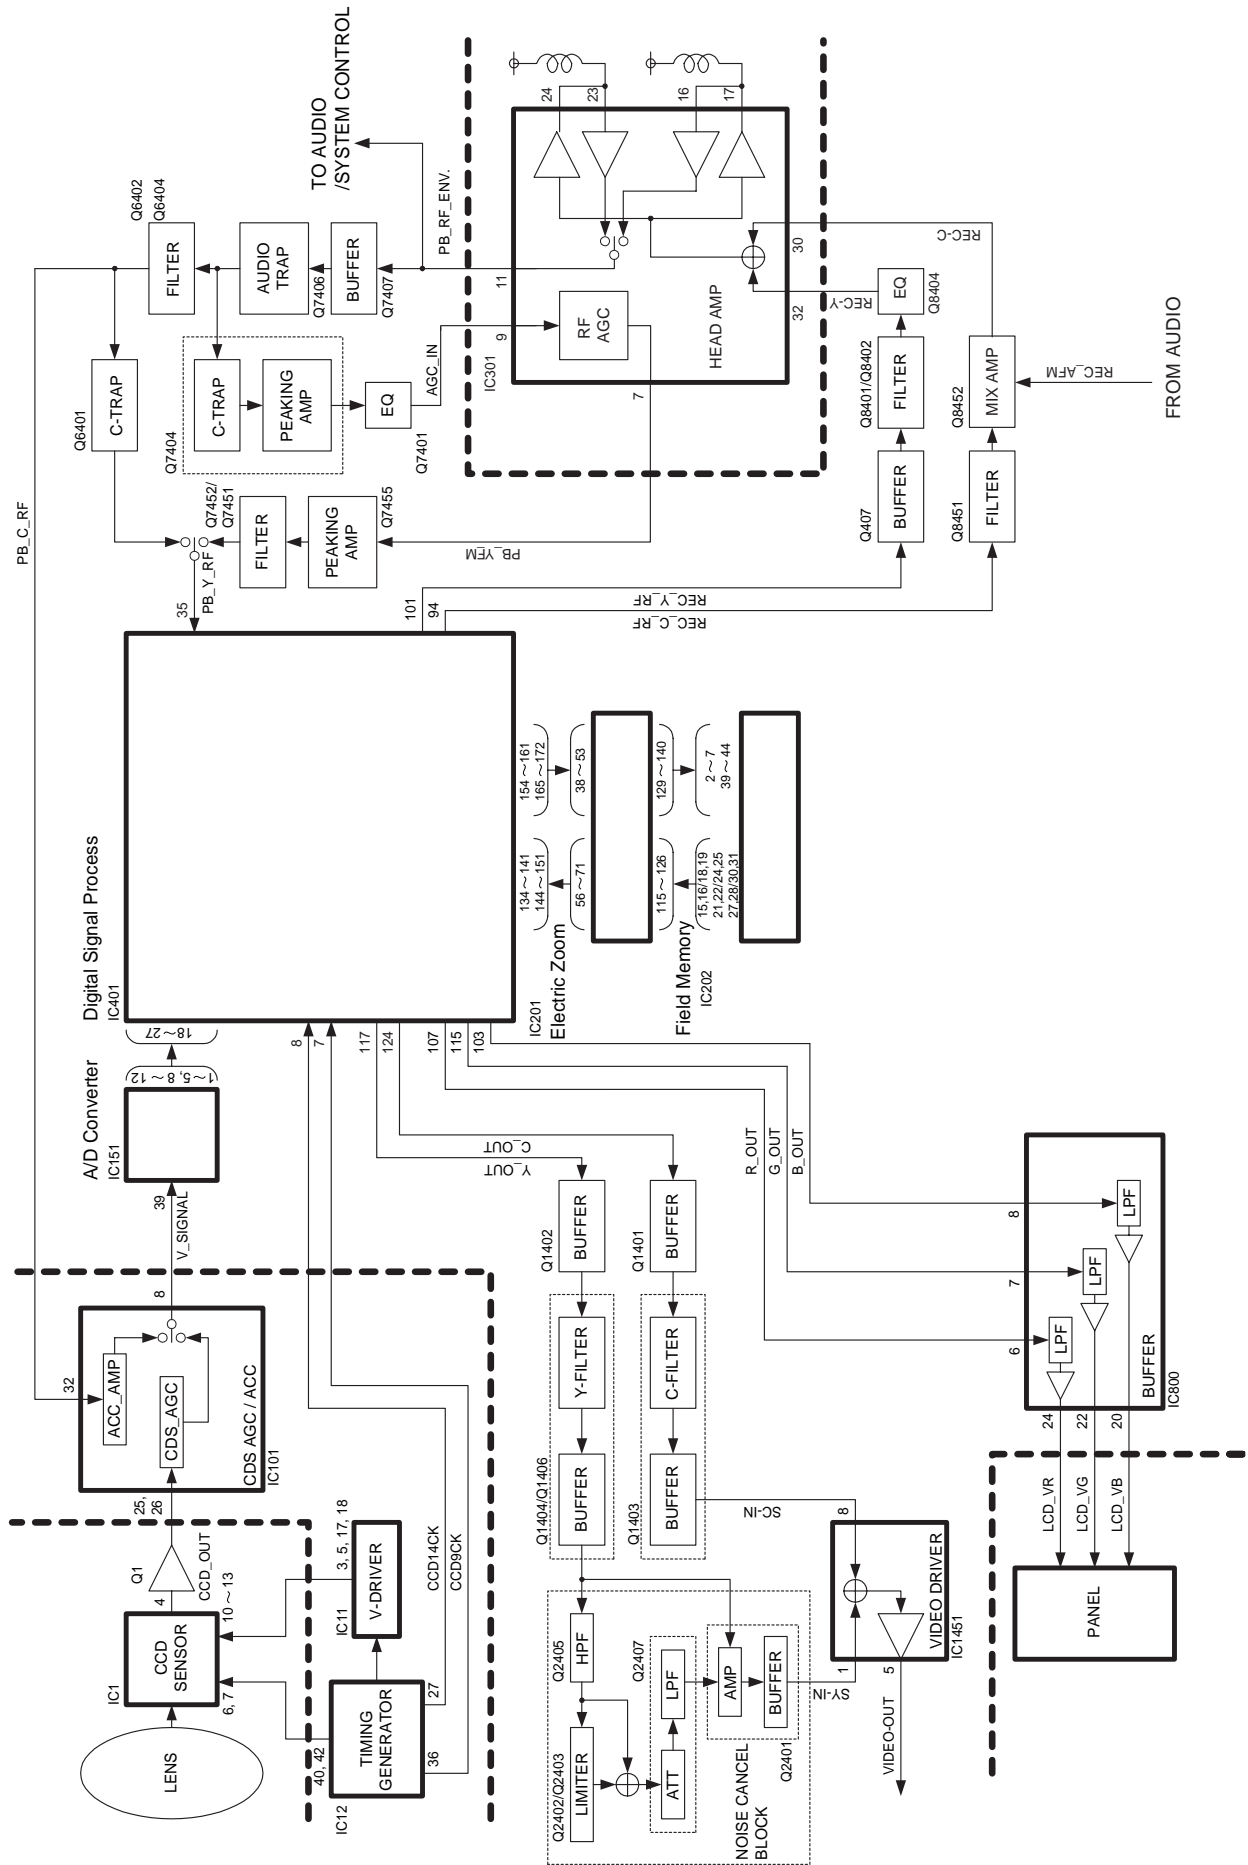 LENS
IC1
CCD
SENSOR
6, 7
4
Q1
CCD_OUT
10～13
25,
26
IC12
TIMING
GENERATOR
40, 42
36
27
IC11
V-DRIVER
3, 5, 17, 18
CCD14CK
CCD9CK
32
ACC_AMP
CDS_AGC
CDS AGC / ACC
IC101
8
V_SIGNAL
39
A/D Converter
IC151
1～5, 8～12
18～27
Digital Signal Process
IC401
8
7
117
124
107
115
103
35
101
94
PB_C_RF
PB_Y_RF
Q6401
C-TRAP
Q6402
Q6404
FILTER
AUDIO
TRAP
Q7406
BUFFER
Q7407
TO AUDIO
/SYSTEM CONTROL
PB_RF_ENV.
Q7404
C-TRAP
PEAKING
AMP
EQ
Q7401
AGC_IN
Q7452/
Q7451
FILTER
PEAKING
AMP
Q7455
PB_YFM
IC301
9
11
7
RF
AGC
HEAD AMP
24
23
16
17
32
30
REC-Y
REC-C
REC_Y_RF
REC_C_RF
Q407
BUFFER
Q8401/Q8402
FILTER
EQ
Q8404
Q8451
FILTER
Q8452
MIX AMP
REC_AFM
FROM AUDIO
134～141
144～151
154～161
165～172
56～71
38～53
IC201
Electric Zoom
115～126
129～140
15,16/18,19
21,22/24,25
27,28/30,31
2～7
39～44
Field Memory
IC202
Y_OUT
C_OUT
R_OUT
G_OUT
B_OUT
Q1402
BUFFER
Y-FILTER
Q1404/Q1406
BUFFER
Q1401
BUFFER
C-FILTER
Q1403
BUFFER
SC-IN
Q2405
HPF
Q2402/Q2403
LIMITER
Q2407
LPF
ATT
AMP
BUFFER
Q2401
NOISE CANCEL
BLOCK
SY-IN
8
1
5
VIDEO DRIVER
IC1451
VIDEO-OUT
6
7
8
LPF
LPF
LPF
BUFFER
IC800
24
22
20
LCD_VR
LCD_VG
LCD_VB
PANEL